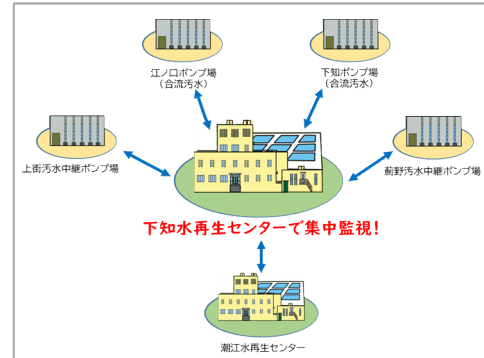 江ノ口ポンプ場
（合流汚水）
下知ポンプ場
（合流汚水）
上街汚水中継ポンプ場
薊野汚水中継ポンプ場
下知水再生センターで集中監視！
潮江水再生センター